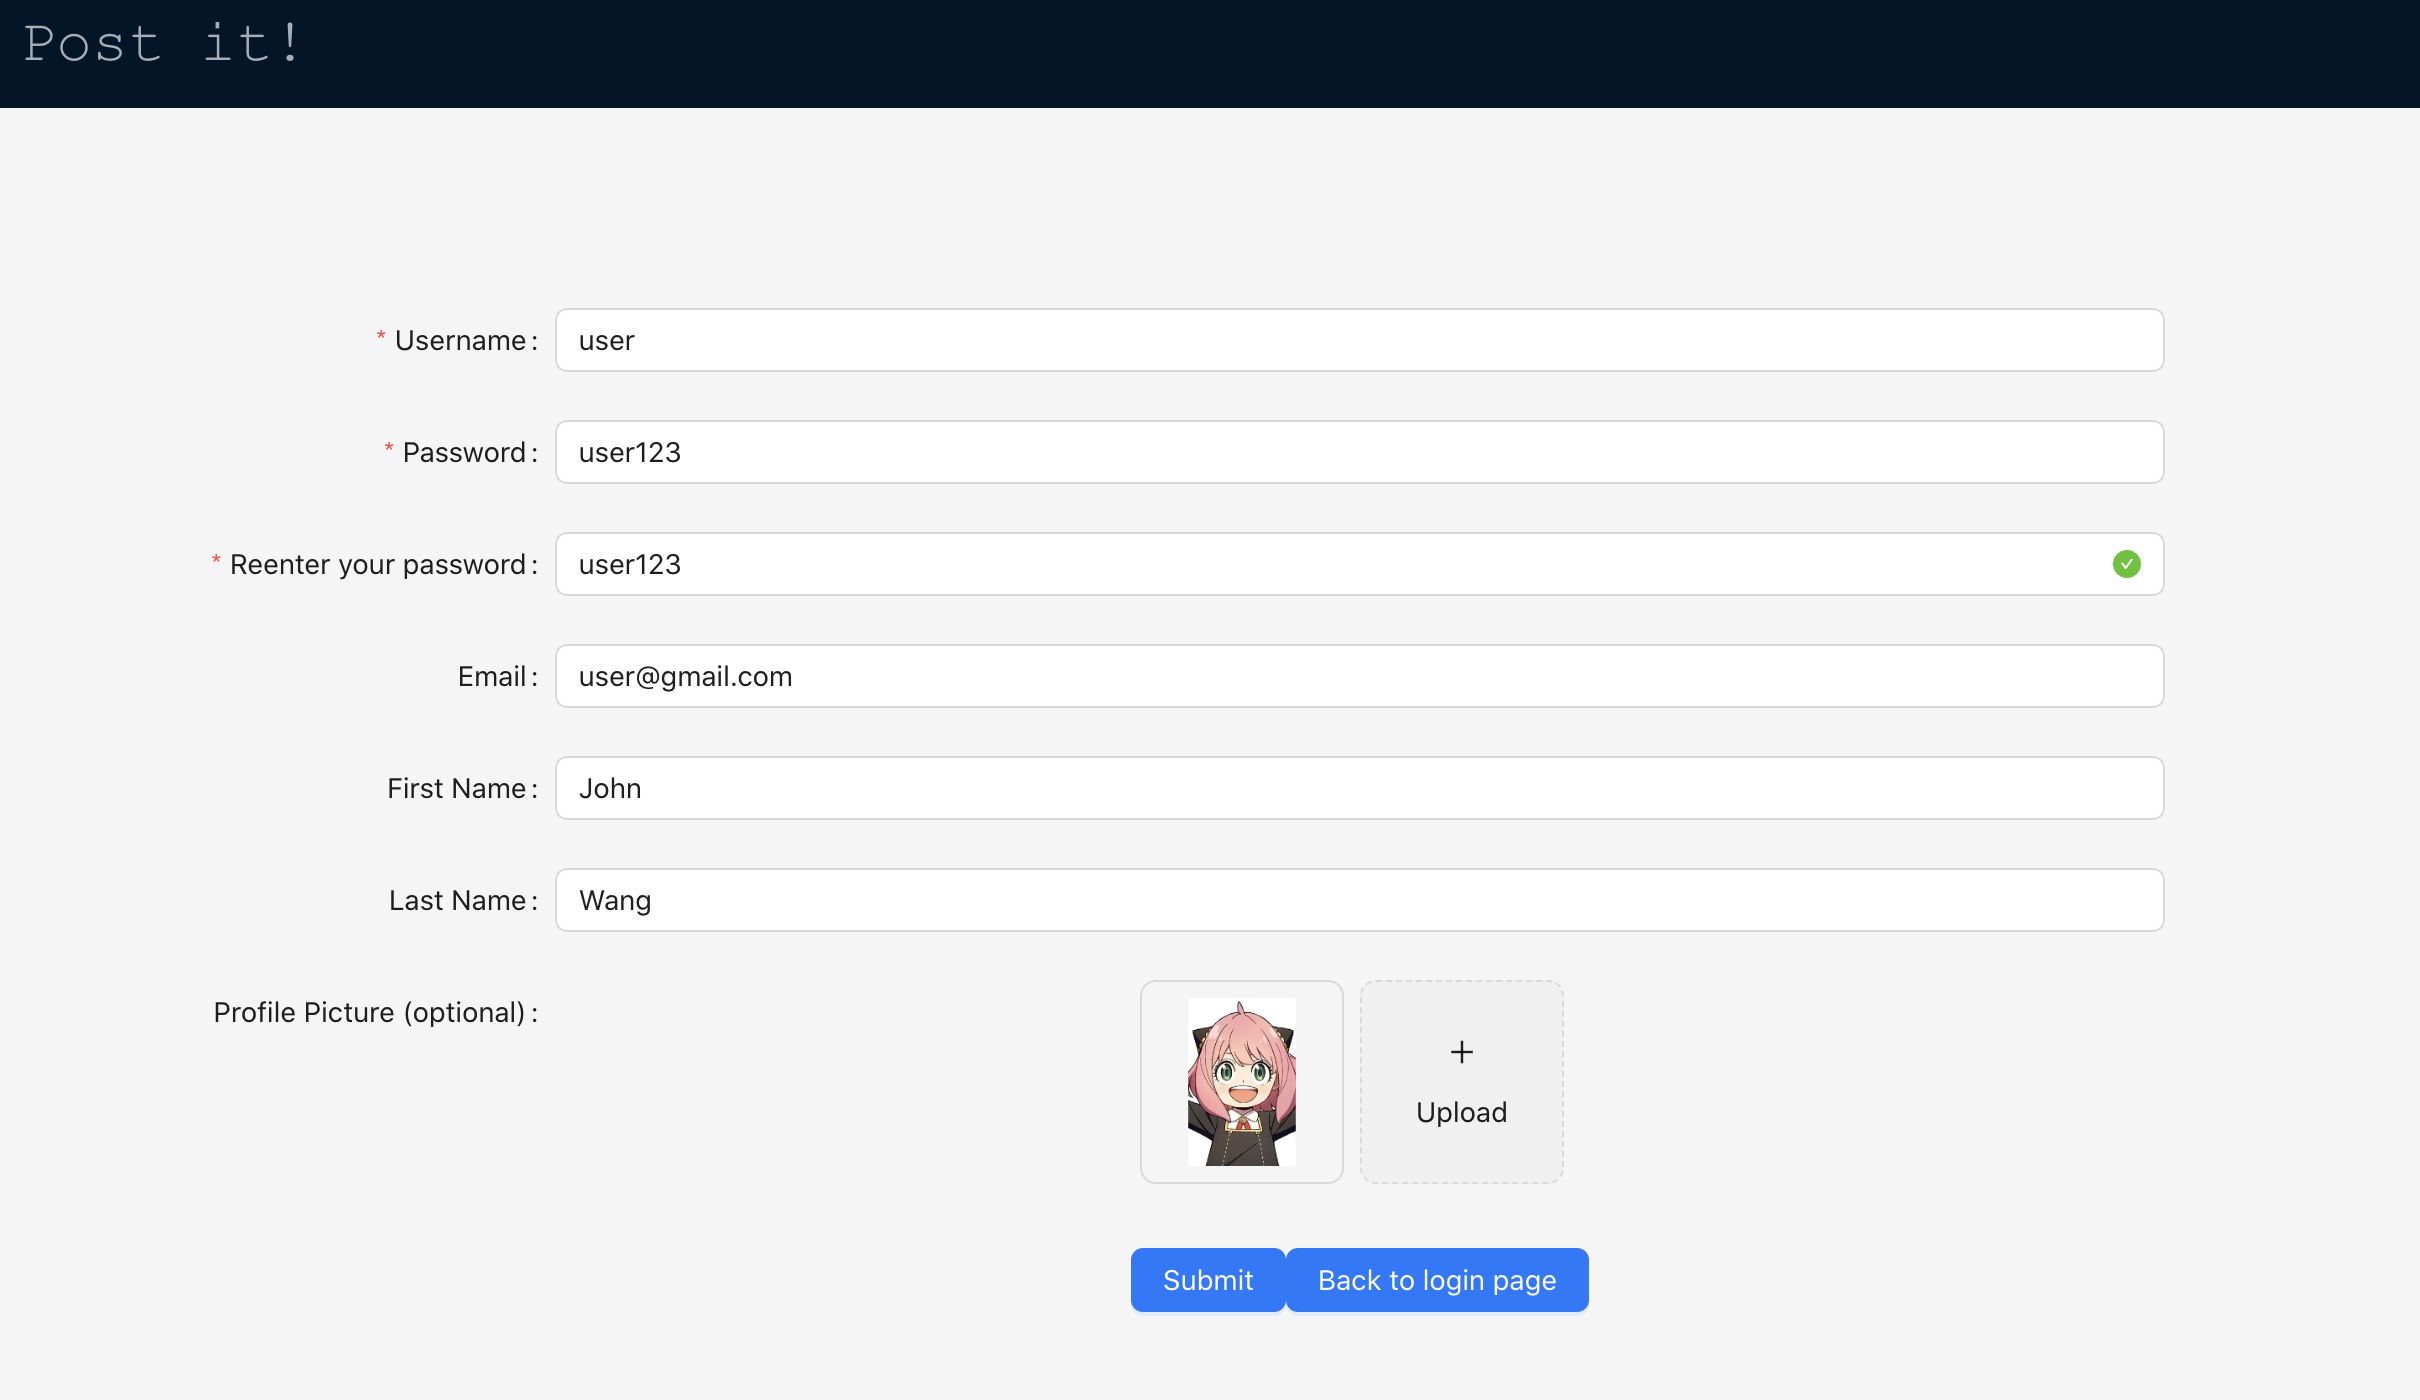 Post it!
* Username: user
* Password: user123
* Reenter your password: user123
Email: user@gmail.com
First Name: John
Last Name: Wang
Profile Picture (optional):
+
Upload
Submit Back to login page